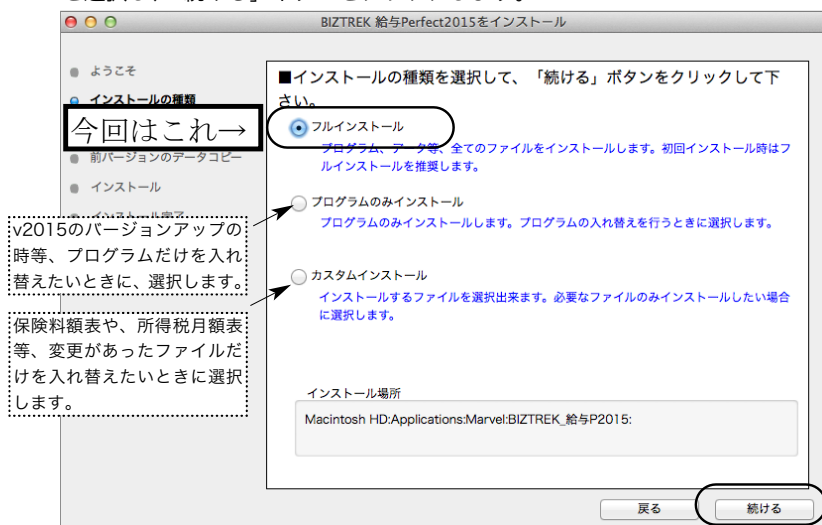 BIZTREK 給与Perfect2015をインストール
ようこそ
インストールの種類
今回はこれ→
前バージョンのデータコピー
インストール
v2015のバージョンアップの
時等、プログラムだけを入れ
替えたいときに、選択します。
保険料額表や、所得税月額表
等、変更があったファイルだ
けを入れ替えたいときに選択
します。
■インストールの種類を選択して、「続ける」ボタンをクリックして下
さい。
フルインストール
プログラム、データ等、全てのファイルをインストールします。初回インストール時はフ
ルインストールを推奨します。
プログラムのみインストール
プログラムのみインストールします。プログラムの入れ替えを行うときに選択します。
カスタムインストール
インストールするファイルを選択出来ます。必要なファイルのみインストールしたい場合
に選択します。
インストール場所
Macintosh HD:Applications:Marvel:BIZTREK_給与P2015:
戻る
続ける